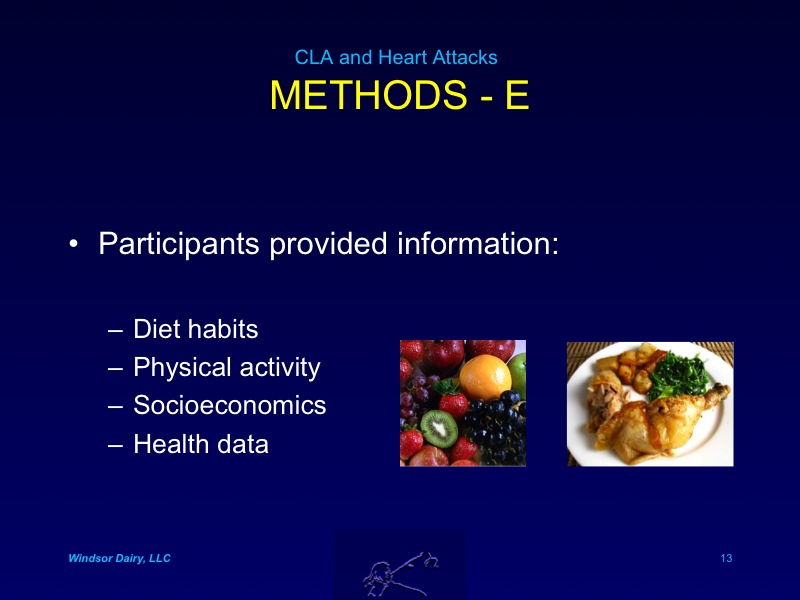 CLA and Heart Attacks
METHODS - E
• Participants provided information:
– Diet habits
– Physical activity
– Socioeconomics
– Health data
Windsor Dairy, LLC
13